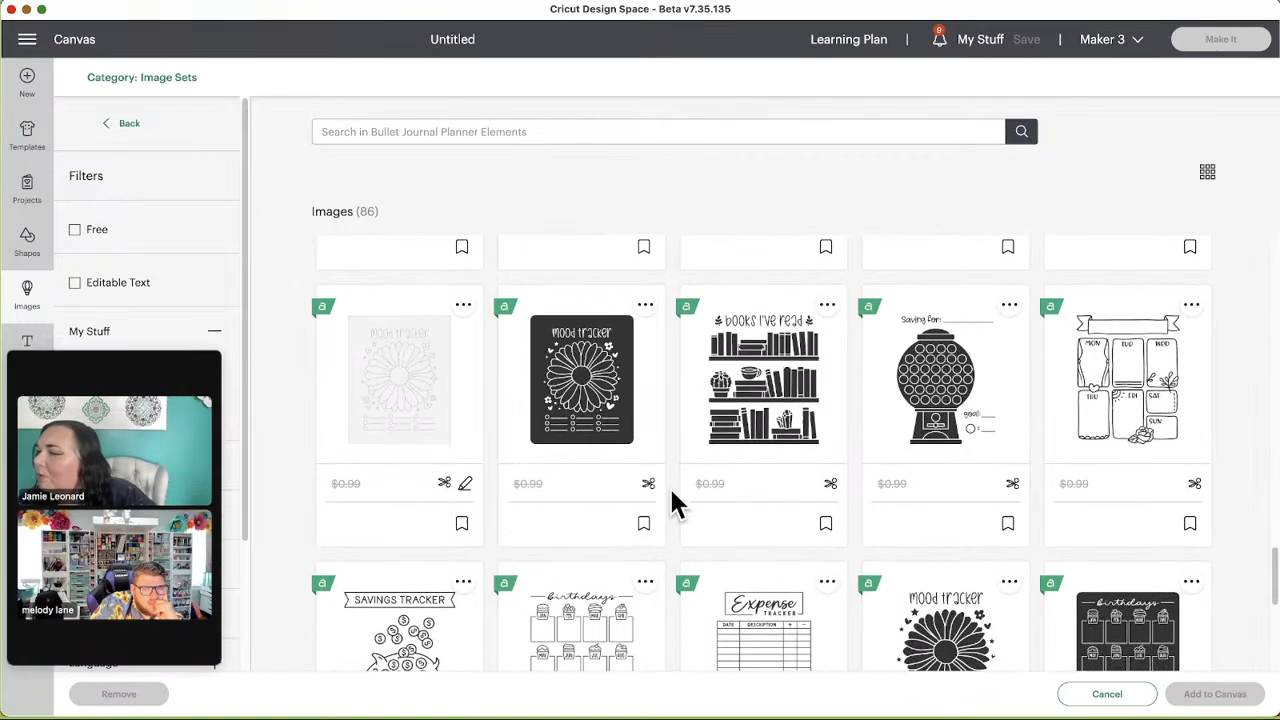 Cricut Design Space - Beta v7.35.135
Canvas
Untitled
Learning Plan | 9 My Stuff Save | Maker 3 Make It
New
Templates
Projects
Shapes
Images
T
Category: Image Sets
Back
Filters
Free
Editable Text
My Stuff
Jamie Leonard
melody lane
Language
Remove
Search in Bullet Journal Planner Elements
Images (86)
a a a a a
mood tracker
mood tracker
books I've read
Saving for:
goal:
MON TUE WED
THU FRI SAT
SUN
$0.99 $0.99 $0.99 $0.99 $0.99
a a a a a
SAVINGS TRACKER
birthdays
Expense
TRACKER
DATE DESCRIPTION + -
MOOD TRACKER
birthdays
Cancel Add to Canvas